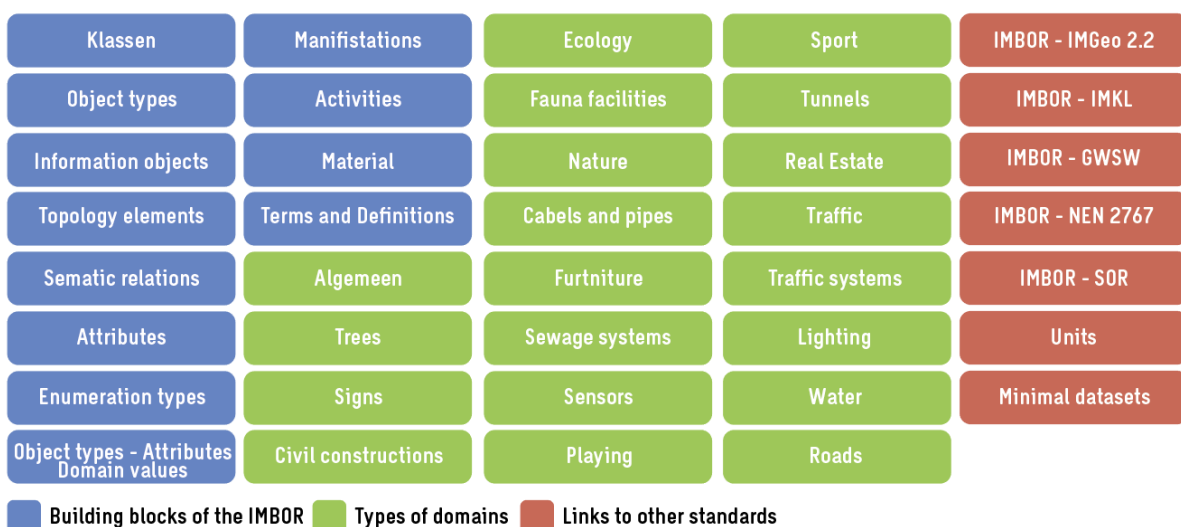 Klassen
Manifistations
Ecology
Sport
IMBOR - IMGeo 2.2
Object types
Activities
Fauna facilities
Tunnels
IMBOR - IMKL
Information objects
Material
Nature
Real Estate
IMBOR - GWSW
Topology elements
Terms and Definitions
Cabels and pipes
Traffic
IMBOR - NEN 2767
Sematic relations
Algemeen
Furtniture
Traffic systems
IMBOR - SOR
Attributes
Trees
Sewage systems
Lighting
Units
Enumeration types
Signs
Sensors
Water
Minimal datasets
Object types - Attributes
Domain values
Civil constructions
Playing
Roads
Building blocks of the IMBOR
Types of domains
Links to other standards